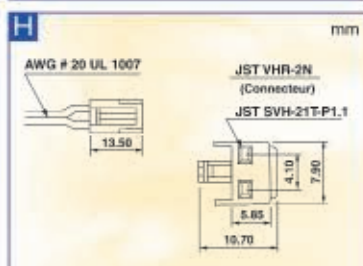 H
mm
AWG # 20 UL 1007
JST VHR-2N
(Connecteur)
JST SVH-21T-P1.1
13.50
4.10
7.90
5.85
10.70